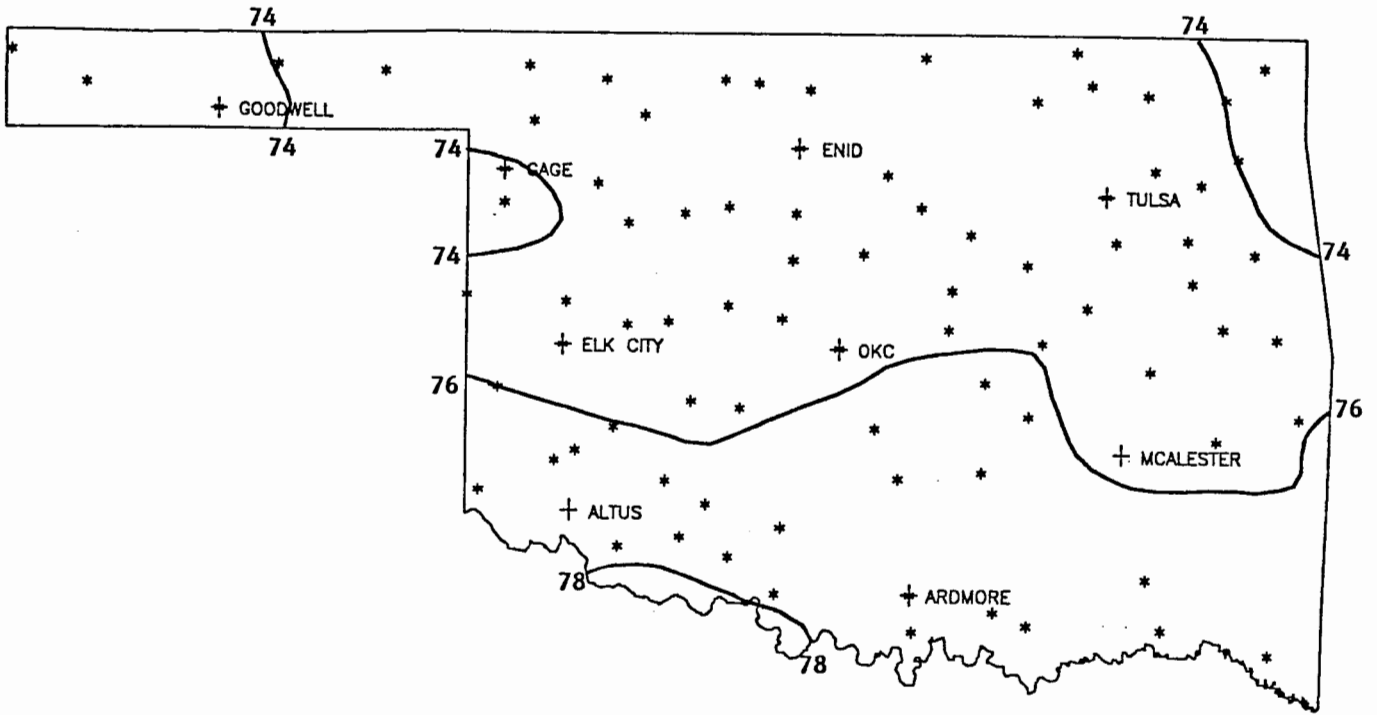 74
74
GOODWELL
74
74
GAGE
ENID
TULSA
74
74
ELK CITY
OKC
76
76
MCALESTER
ALTUS
78
ARDMORE
78